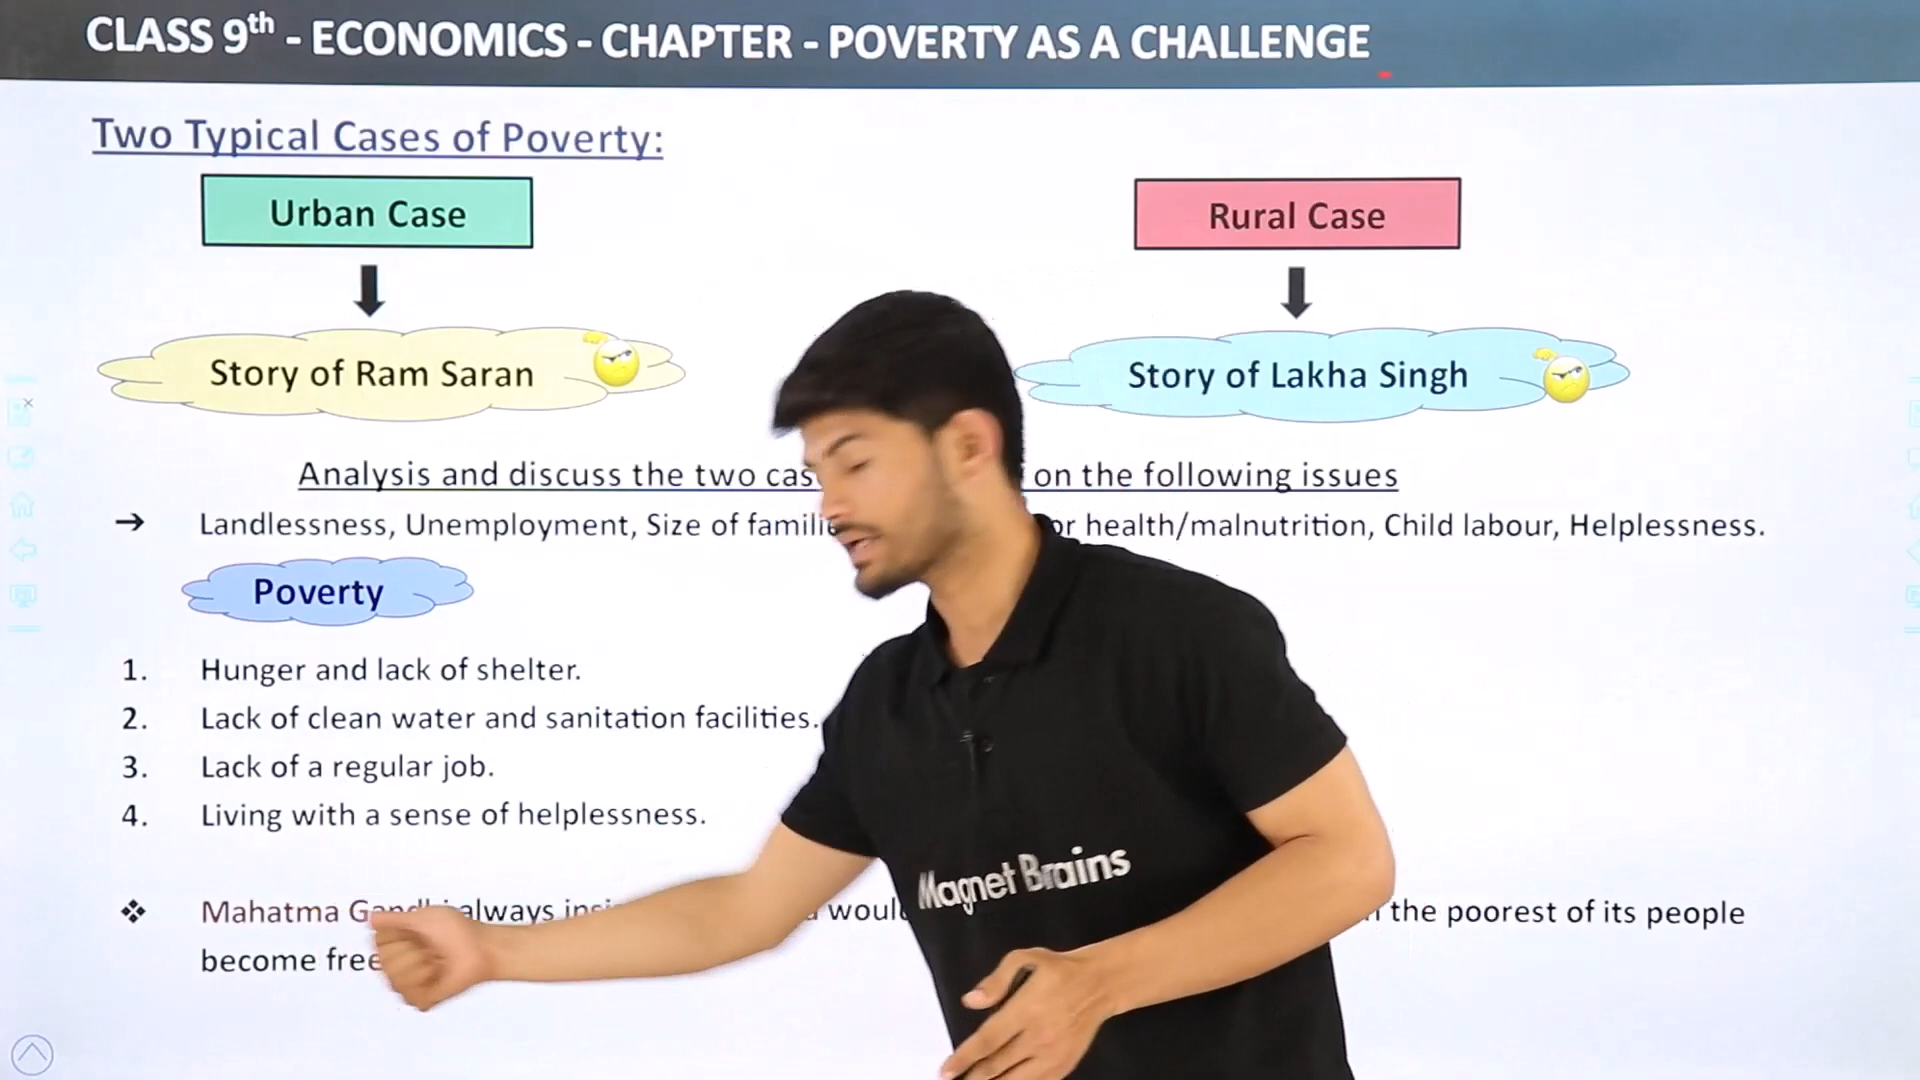 CLASS 9th - ECONOMICS - CHAPTER - POVERTY AS A CHALLENGE
Two Typical Cases of Poverty:
Urban Case
Rural Case
Story of Ram Saran
Story of Lakha Singh
Analysis and discuss the two on the following issues
➔ Landlessness, Unemployment, Size of health/malnutrition, Child labour, Helplessness.
Poverty
1. Hunger and lack of shelter.
2. Lack of clean water and sanitation facilities.
3. Lack of a regular job.
4. Living with a sense of helplessness.
❖ Mahatma always the poorest of its people
become
Magnet Brains